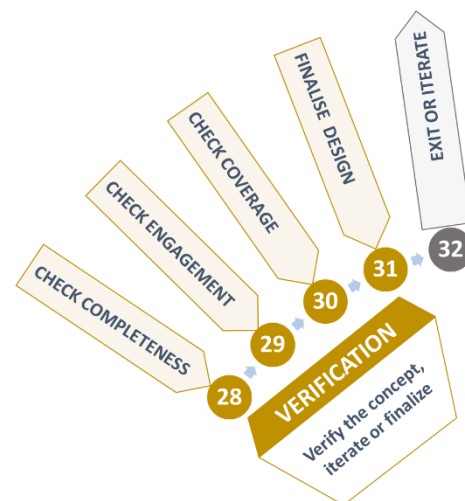 CHECK COMPLETENESS
28
CHECK ENGAGEMENT
29
CHECK COVERAGE
30
FINALISE DESIGN
31
EXIT OR ITERATE
32
VERIFICATION
Verify the concept,
iterate or finalize